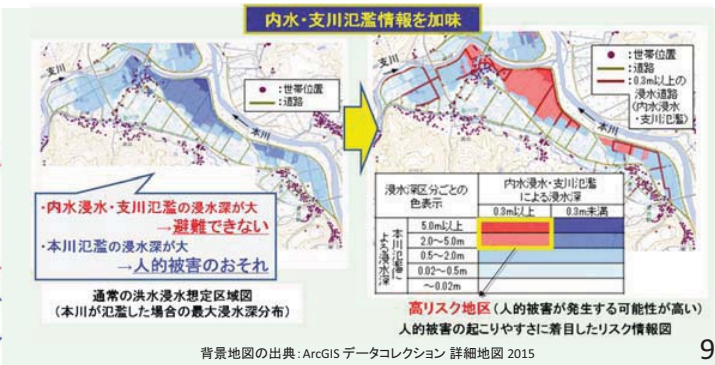 内水・支川氾濫情報を加味
支川
本川
:世帯位置
:道路
・内水浸水・支川氾濫の浸水深が大
→避難できない
・本川氾濫の浸水深が大
→人的被害のおそれ
通常の洪水浸水想定区域図
(本川が氾濫した場合の最大浸水深分布)
支川
本川
:世帯位置
:道路
:0.3m以上の
浸水道路
(内水浸水
・支川氾濫)
浸水深区分ごとの
色表示
内水浸水・支川氾濫
による浸水深
0.3m以上
0.3m未満
本川氾濫に
よる浸水深
5.0m以上
2.0～5.0m
0.5～2.0m
0.02～0.5m
～0.02m
高リスク地区(人的被害が発生する可能性が高い)
人的被害の起こりやすさに着目したリスク情報図
背景地図の出典:ArcGIS データコレクション 詳細地図 2015
9